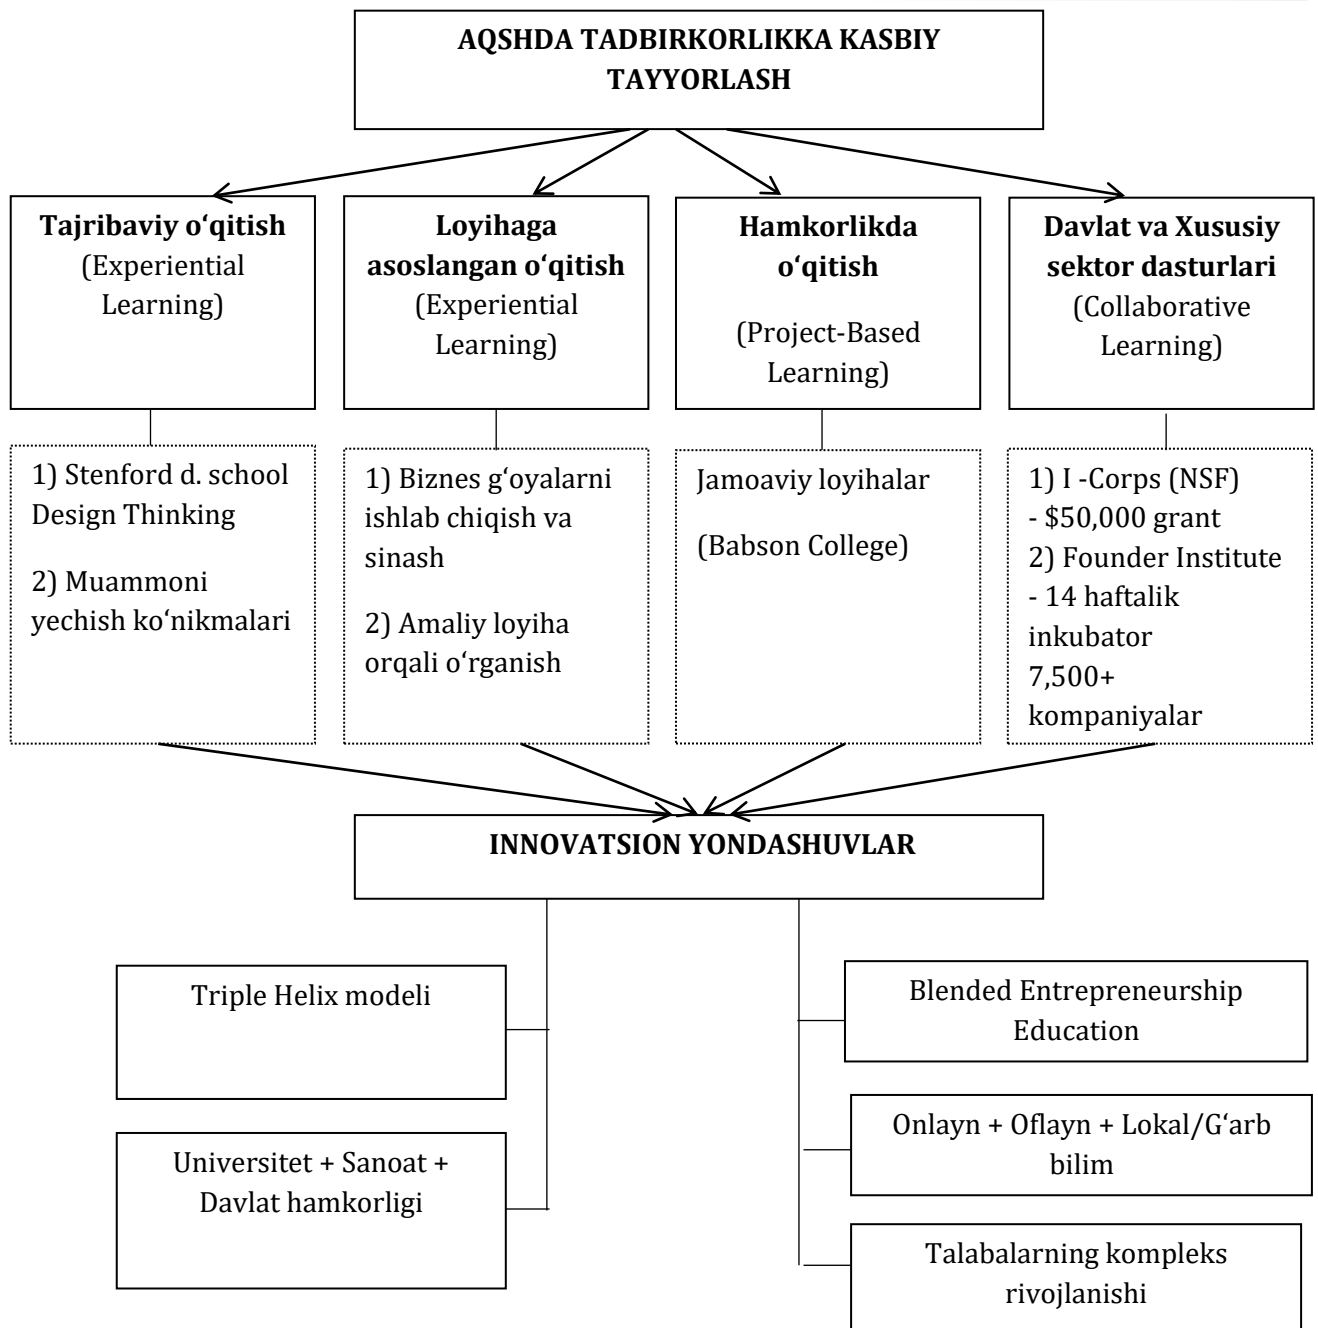 AQSHDA TADBIRKORLIKKA KASBIY
TAYYORLASH
Tajribaviy o‘qitish
(Experiential
Learning)
Loyihaga
asoslangan o‘qitish
(Experiential
Learning)
Hamkorlikda
o‘qitish
(Project-Based
Learning)
Davlat va Xususiy
sektor dasturlari
(Collaborative
Learning)
1) Stenford d. school
Design Thinking
2) Muammoni
yechish ko‘nikmalari
1) Biznes g‘oyalarni
ishlab chiqish va
sinash
2) Amaliy loyiha
orqali o‘rganish
Jamoaviy loyihalar
(Babson College)
1) I -Corps (NSF)
- $50,000 grant
2) Founder Institute
- 14 haftalik
inkubator
7,500+
kompaniyalar
INNOVATSION YONDASHUVLAR
Triple Helix modeli
Universitet + Sanoat +
Davlat hamkorligi
Blended Entrepreneurship
Education
Onlayn + Oflayn + Lokal/G‘arb
bilim
Talabalarning kompleks
rivojlanishi